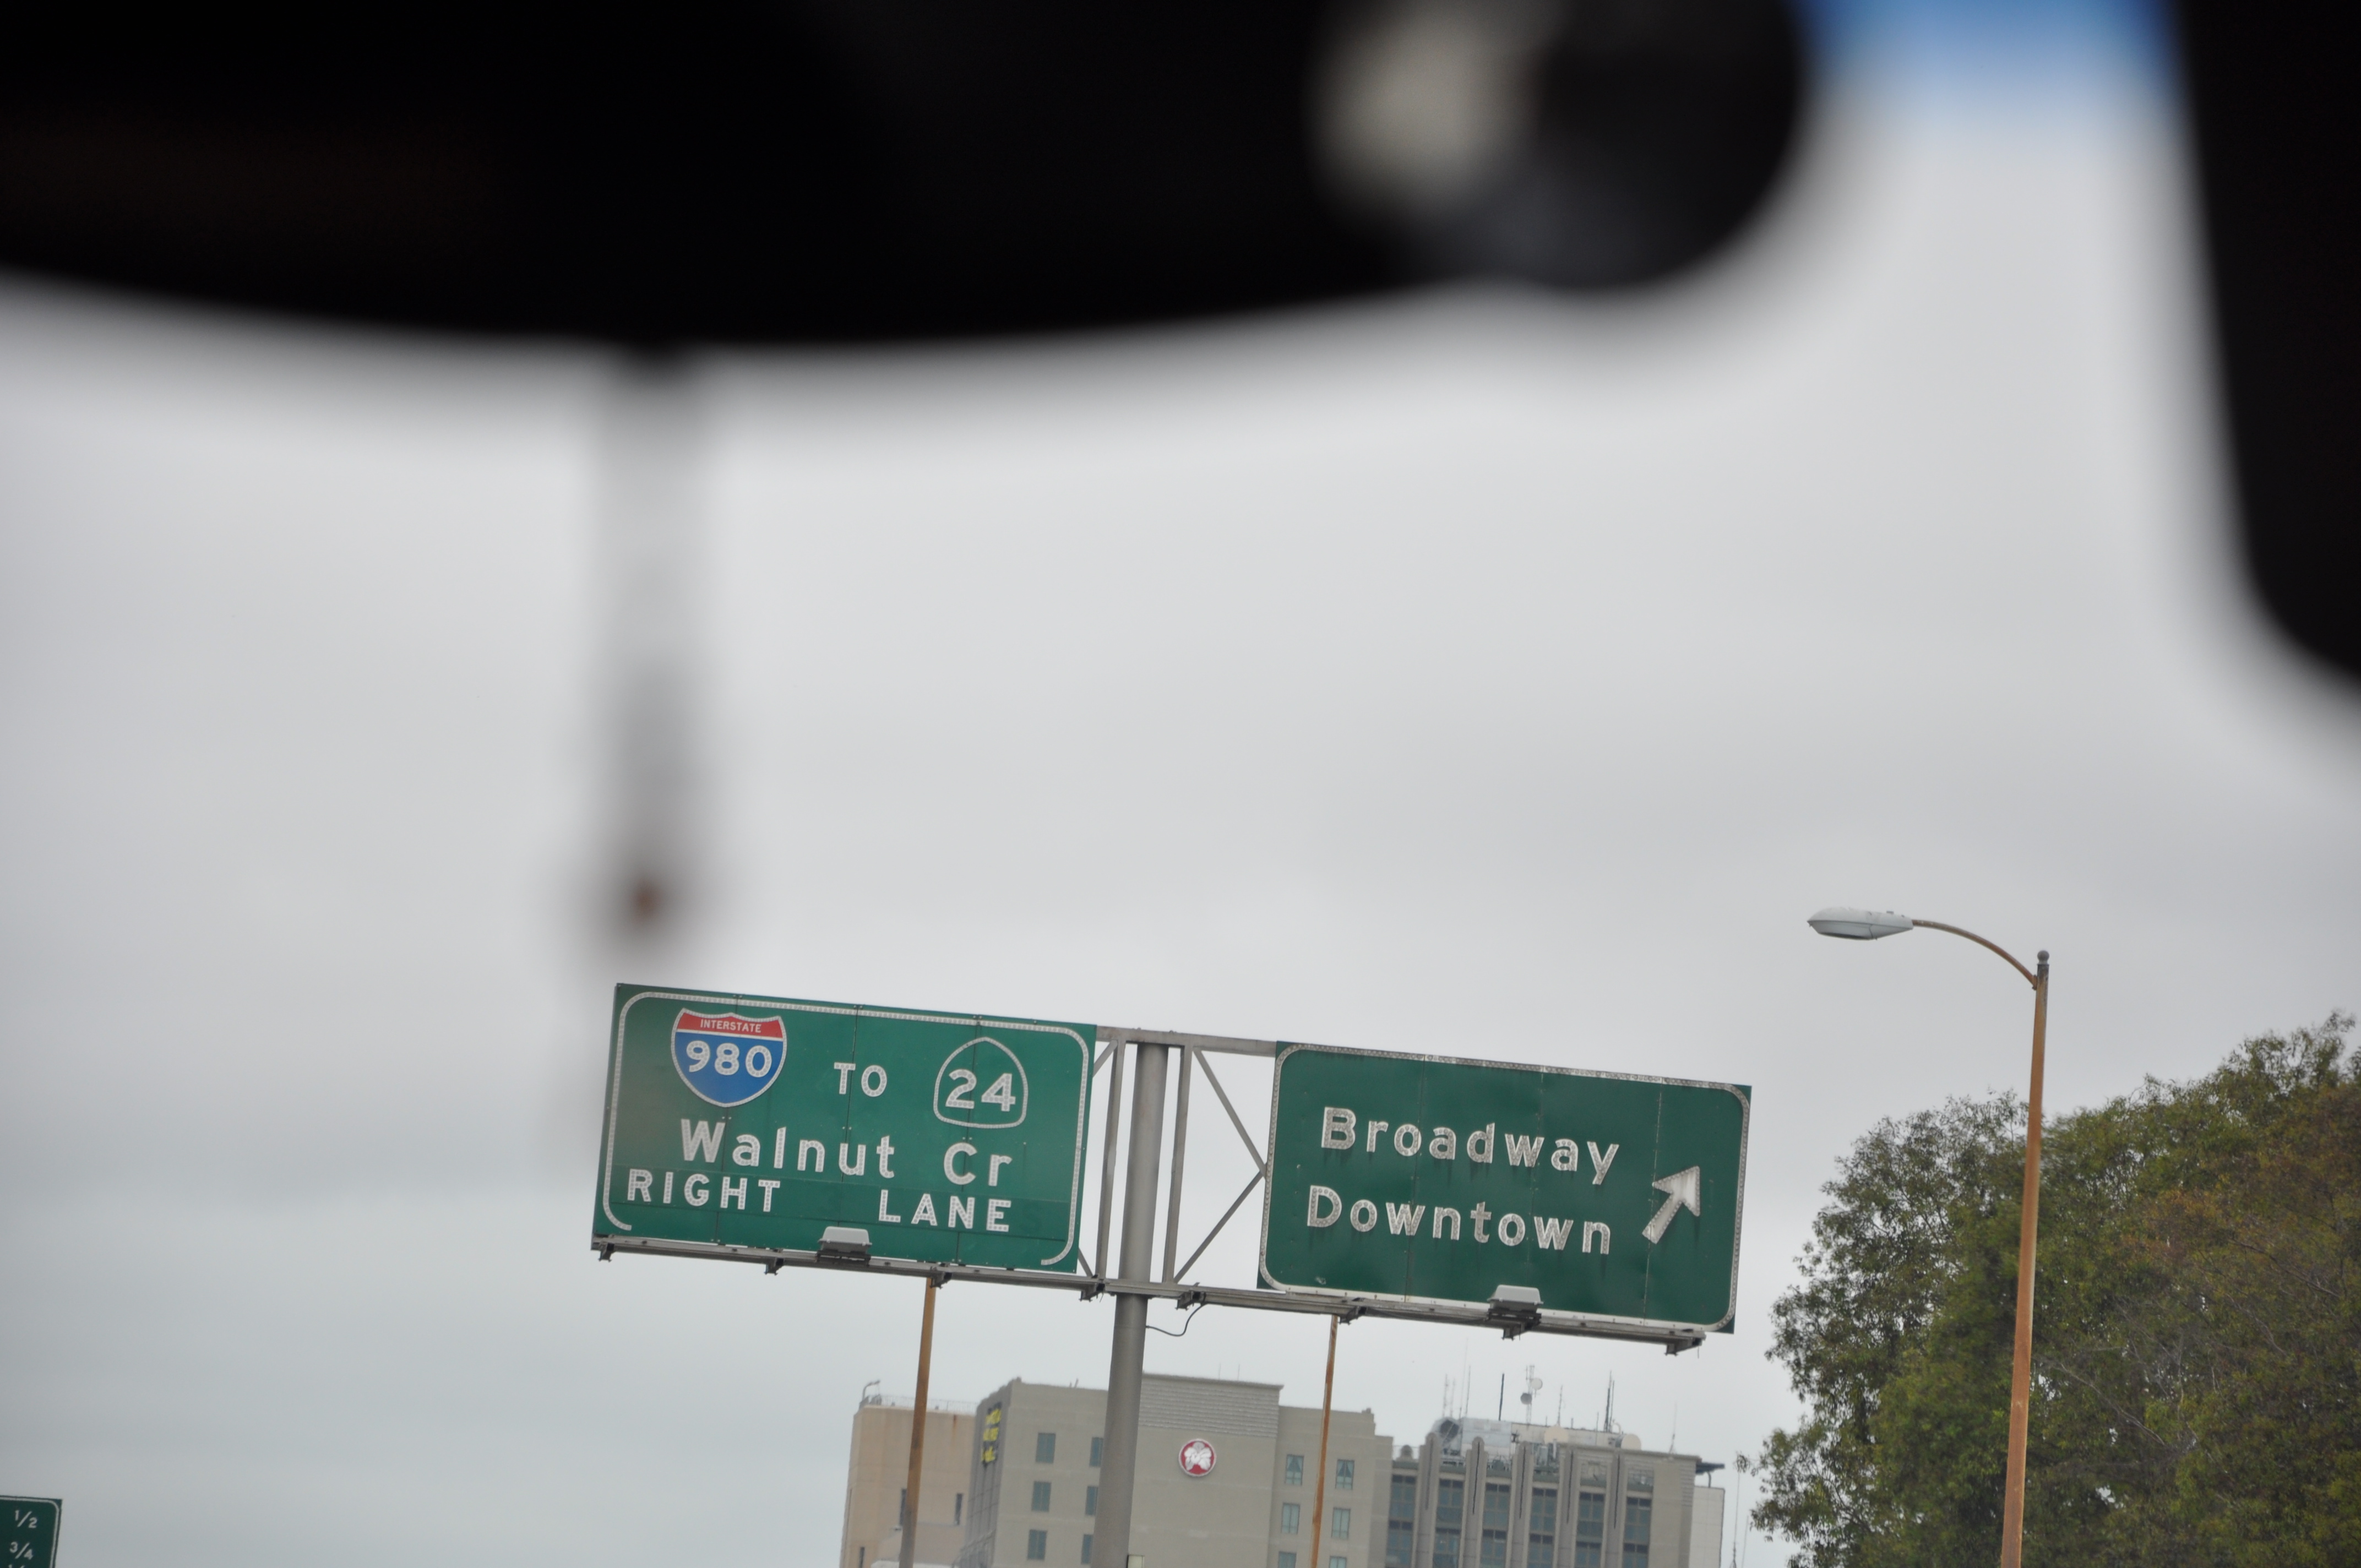 INTERSTATE
980 TO 24
Walnut Cr
RIGHT LANE
Broadway
Downtown
1/2
3/4